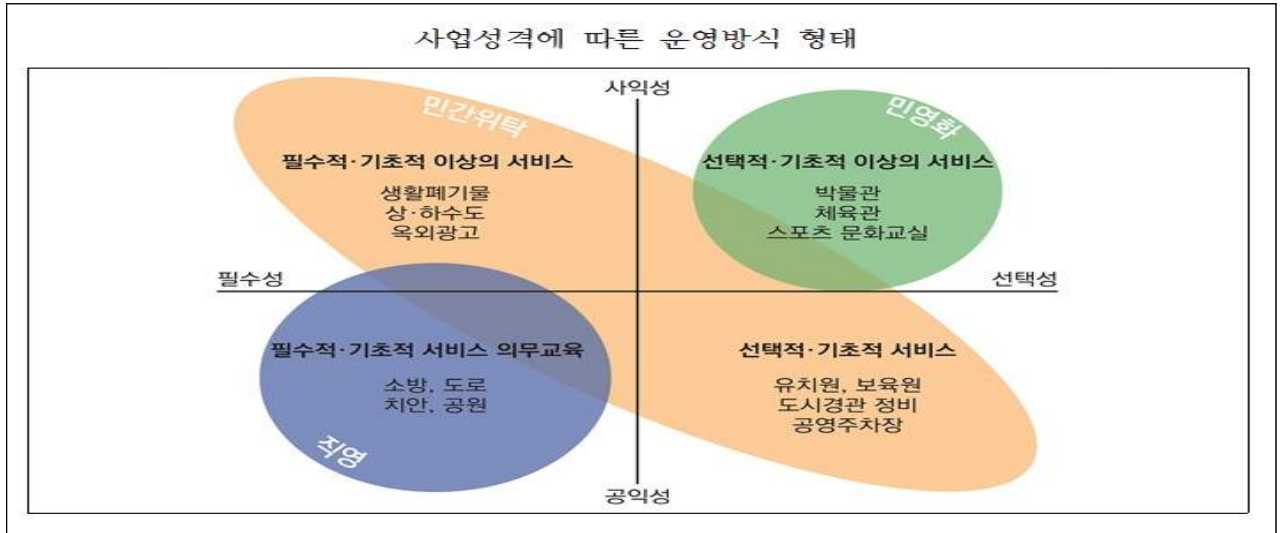 사업성격에 따른 운영방식 형태
사익성
민간위탁
민영화
필수적·기초적 이상의 서비스
생활폐기물
상·하수도
옥외광고
선택적·기초적 이상의 서비스
박물관
체육관
스포츠 문화교실
필수성
선택성
필수적·기초적 서비스 의무교육
소방, 도로
치안, 공원
직영
선택적·기초적 서비스
유치원, 보육원
도시경관 정비
공영주차장
공익성